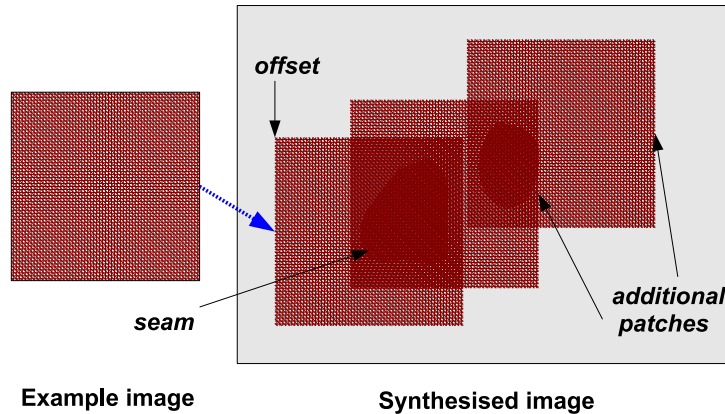 offset
seam
additional
patches
Example image
Synthesised image